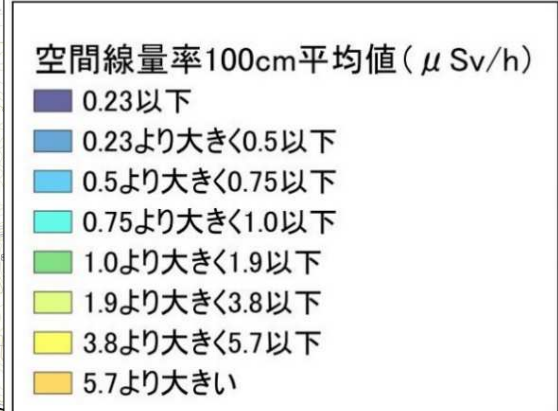 空間線量率100cm平均値(μSv/h)
0.23以下
0.23より大きく0.5以下
0.5より大きく0.75以下
0.75より大きく1.0以下
1.0より大きく1.9以下
1.9より大きく3.8以下
3.8より大きく5.7以下
5.7より大きい